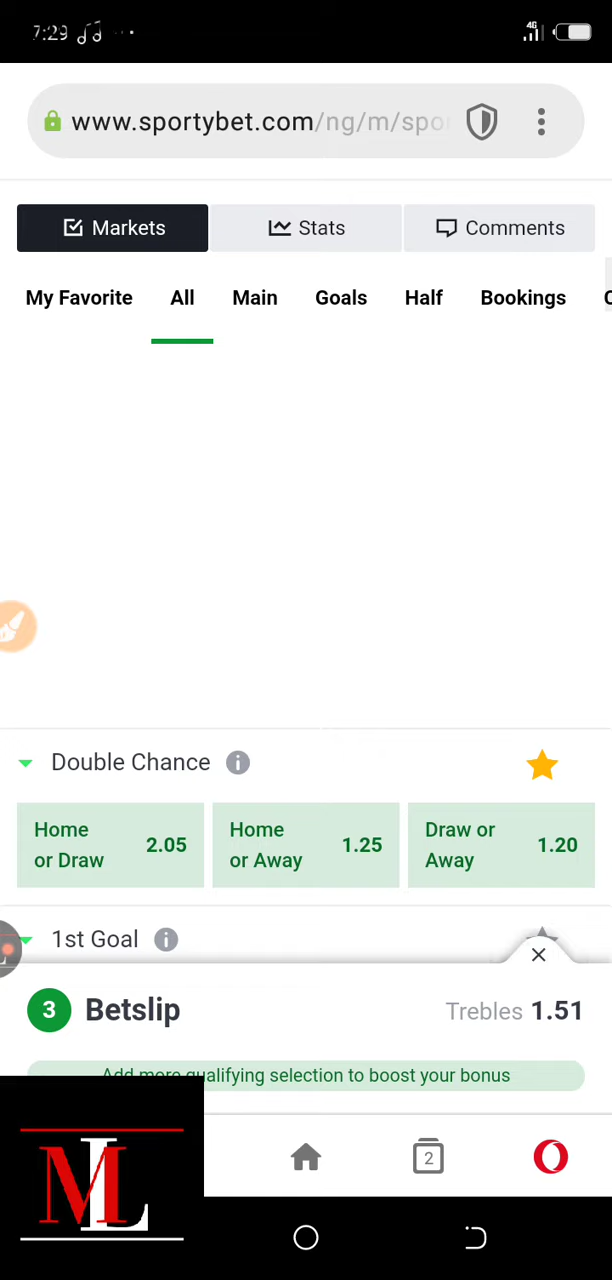 7:29
4G
www.sportybet.com/ng/m/spo
Markets
Stats
Comments
My Favorite
All
Main
Goals
Half
Bookings
Double Chance
Home or Draw 2.05
Home or Away 1.25
Draw or Away 1.20
1st Goal
3 Betslip
Trebles 1.51
Add more qualifying selection to boost your bonus
2
ML